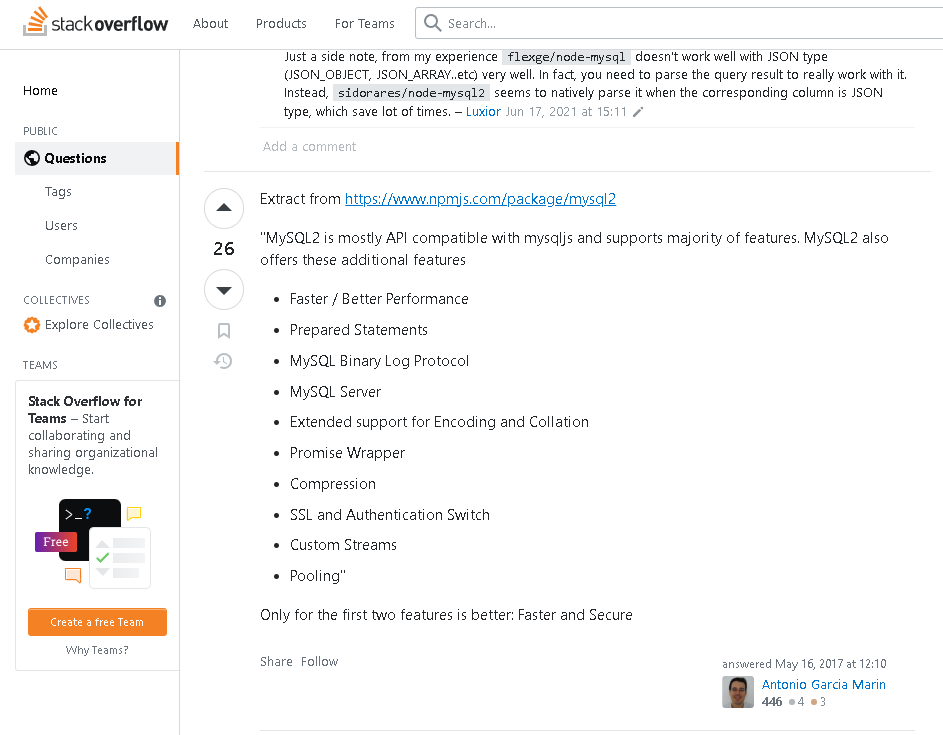 stackoverflow
About
Products
For Teams
Search...
Home
PUBLIC
Questions
Tags
Users
Companies
COLLECTIVES
Explore Collectives
TEAMS
Stack Overflow for
Teams – Start
collaborating and
sharing organizational
knowledge.
>_?
Free
Create a free Team
Why Teams?
Just a side note, from my experience flexge/node-mysql doesn't work well with JSON type
(JSON_OBJECT, JSON_ARRAY..etc) very well. In fact, you need to parse the query result to really work with it.
Instead, sidorares/node-mysql2 seems to natively parse it when the corresponding column is JSON
type, which save lot of times. – Luxior Jun 17, 2021 at 15:11
Add a comment
26
Extract from https://www.npmjs.com/package/mysql2
"MySQL2 is mostly API compatible with mysqljs and supports majority of features. MySQL2 also
offers these additional features
• Faster / Better Performance
• Prepared Statements
• MySQL Binary Log Protocol
• MySQL Server
• Extended support for Encoding and Collation
• Promise Wrapper
• Compression
• SSL and Authentication Switch
• Custom Streams
• Pooling"
Only for the first two features is better: Faster and Secure
Share Follow
answered May 16, 2017 at 12:10
Antonio Garcia Marin
446 ●4 ●3